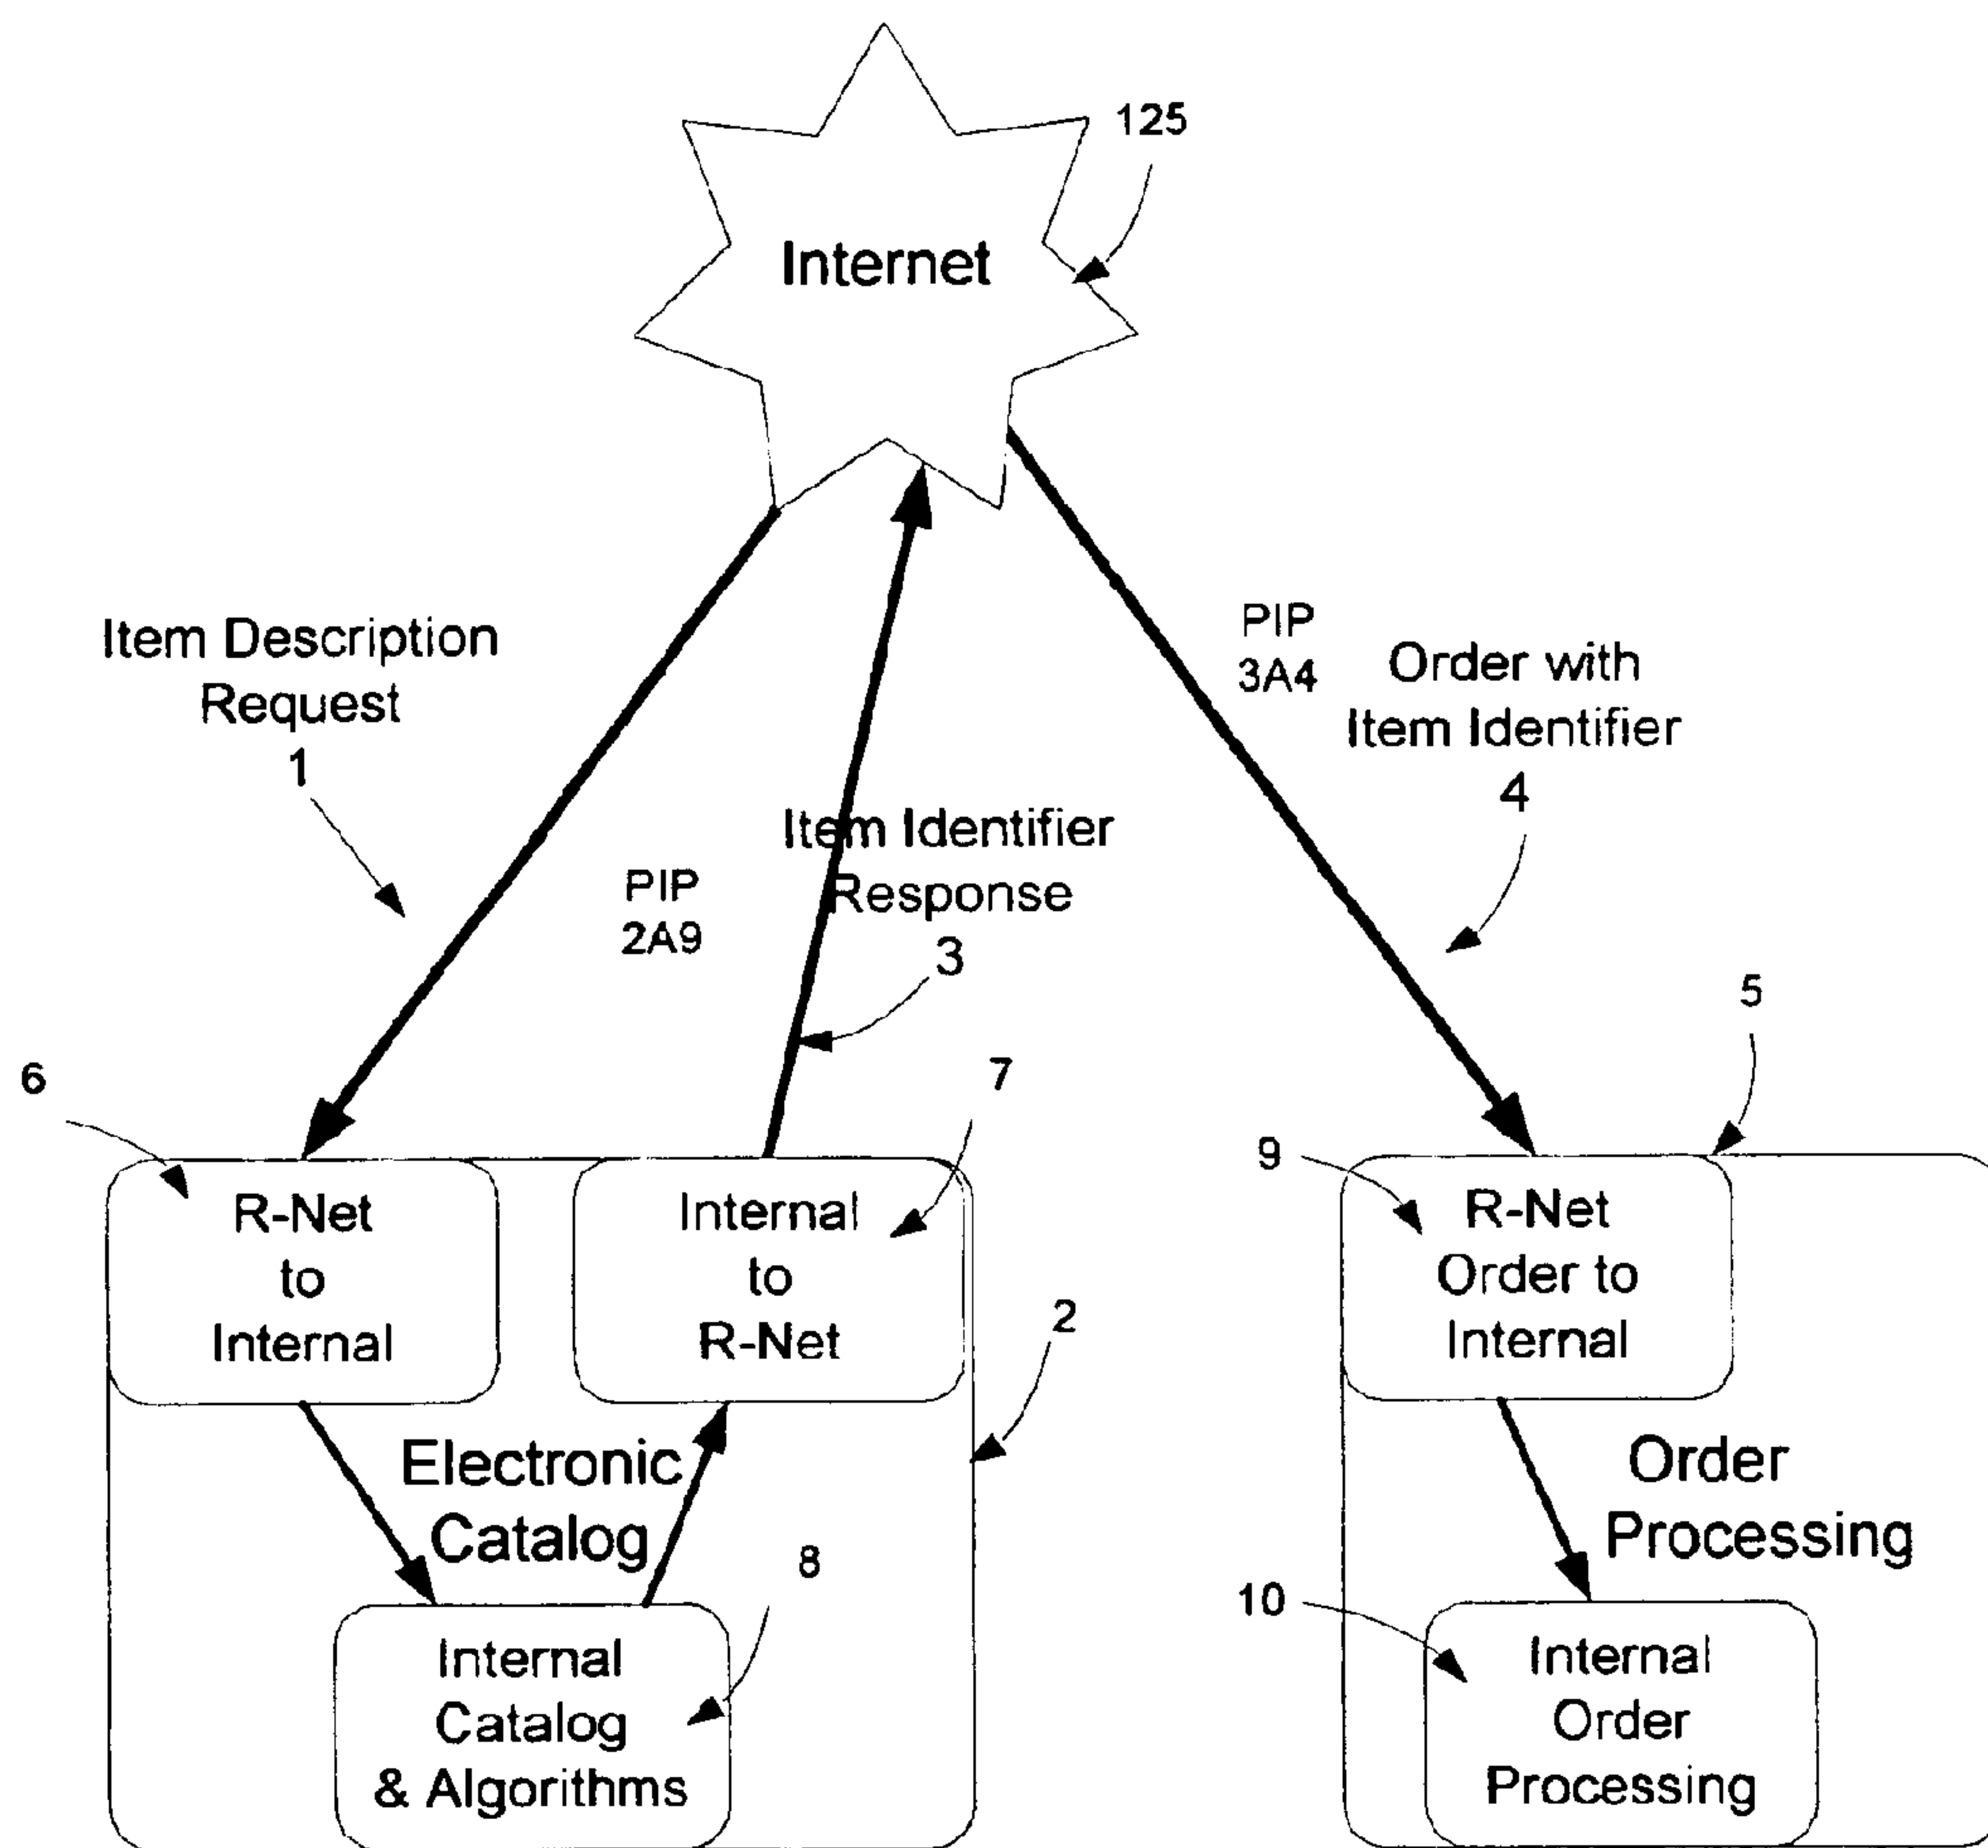 125
Internet
Item Description
Request
1
PIP
3A4
Order with
Item Identifier
4
Item Identifier
Response
3
PIP
2A9
5
6
7
9
R-Net
to
Internal
Internal
to
R-Net
2
R-Net
Order to
Internal
Electronic
Catalog
8
Order
Processing
10
Internal
Catalog
& Algorithms
Internal
Order
Processing